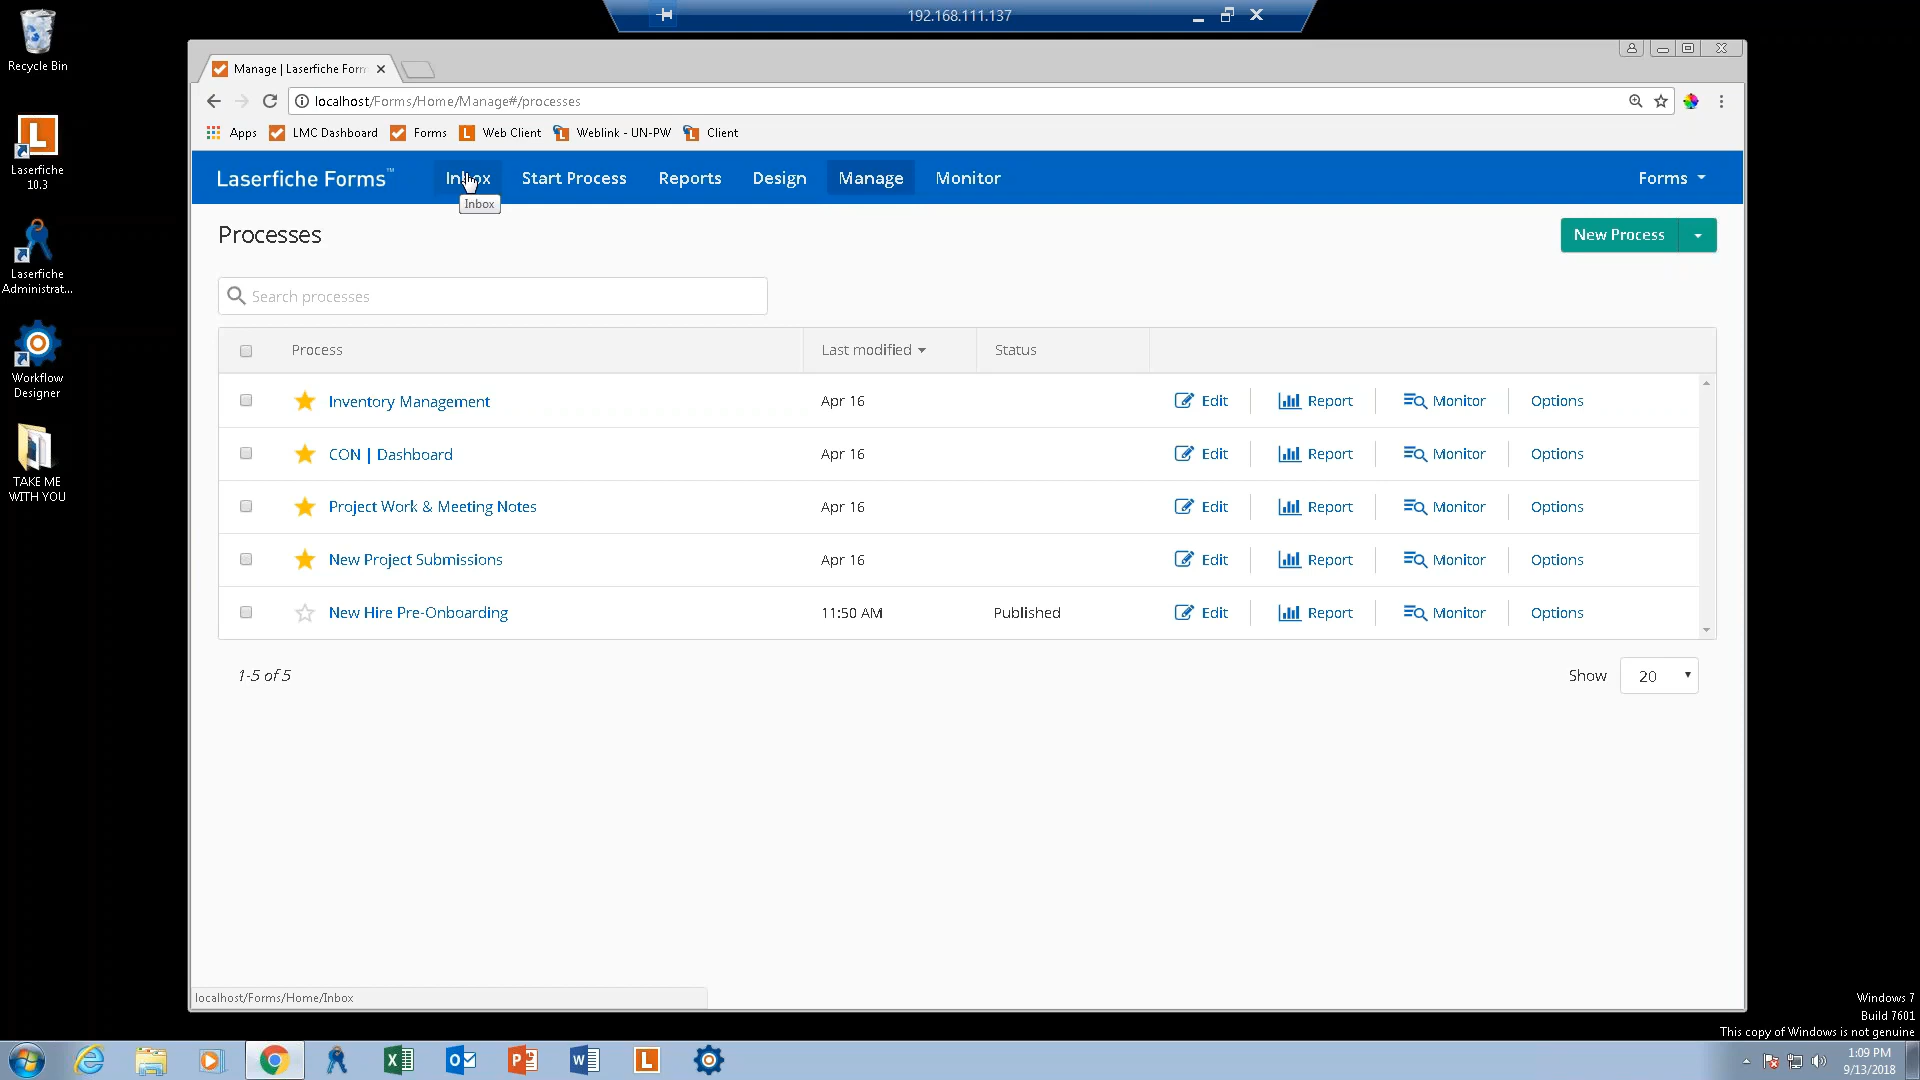 192.168.111.137
Recycle Bin
Laserfiche
10.3
Laserfiche
Administrat...
Workflow
Designer
TAKE ME
WITH YOU
Manage | Laserfiche Form
localhost/Forms/Home/Manage#/processes
Apps LMC Dashboard Forms Web Client Weblink - UN-PW Client
Laserfiche Forms™ Inbox Start Process Reports Design Manage Monitor Forms
Inbox
Processes New Process
Search processes
Process Last modified Status
Inventory Management Apr 16 Edit Report Monitor Options
CON | Dashboard Apr 16 Edit Report Monitor Options
Project Work & Meeting Notes Apr 16 Edit Report Monitor Options
New Project Submissions Apr 16 Edit Report Monitor Options
New Hire Pre-Onboarding 11:50 AM Published Edit Report Monitor Options
1-5 of 5 Show 20
localhost/Forms/Home/Inbox
Windows 7
Build 7601
This copy of Windows is not genuine
1:09 PM
9/13/2018